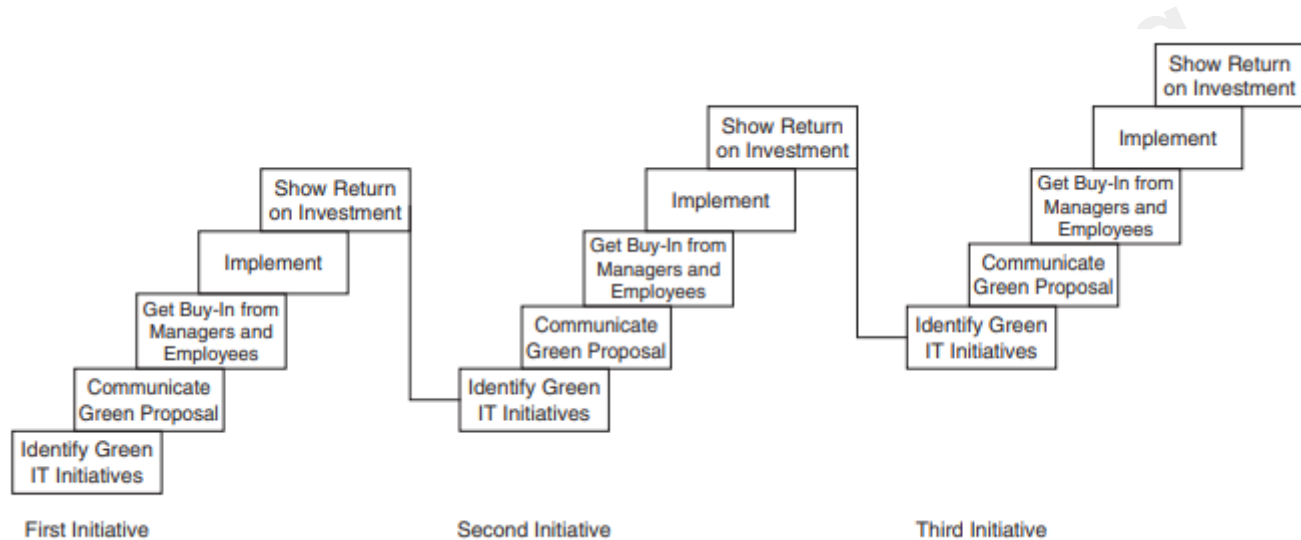 Identify Green
IT Initiatives
Communicate
Green Proposal
Get Buy-In from
Managers and
Employees
Implement
Show Return
on Investment
First Initiative
Identify Green
IT Initiatives
Communicate
Green Proposal
Get Buy-In from
Managers and
Employees
Implement
Show Return
on Investment
Second Initiative
Identify Green
IT Initiatives
Communicate
Green Proposal
Get Buy-In from
Managers and
Employees
Implement
Show Return
on Investment
Third Initiative